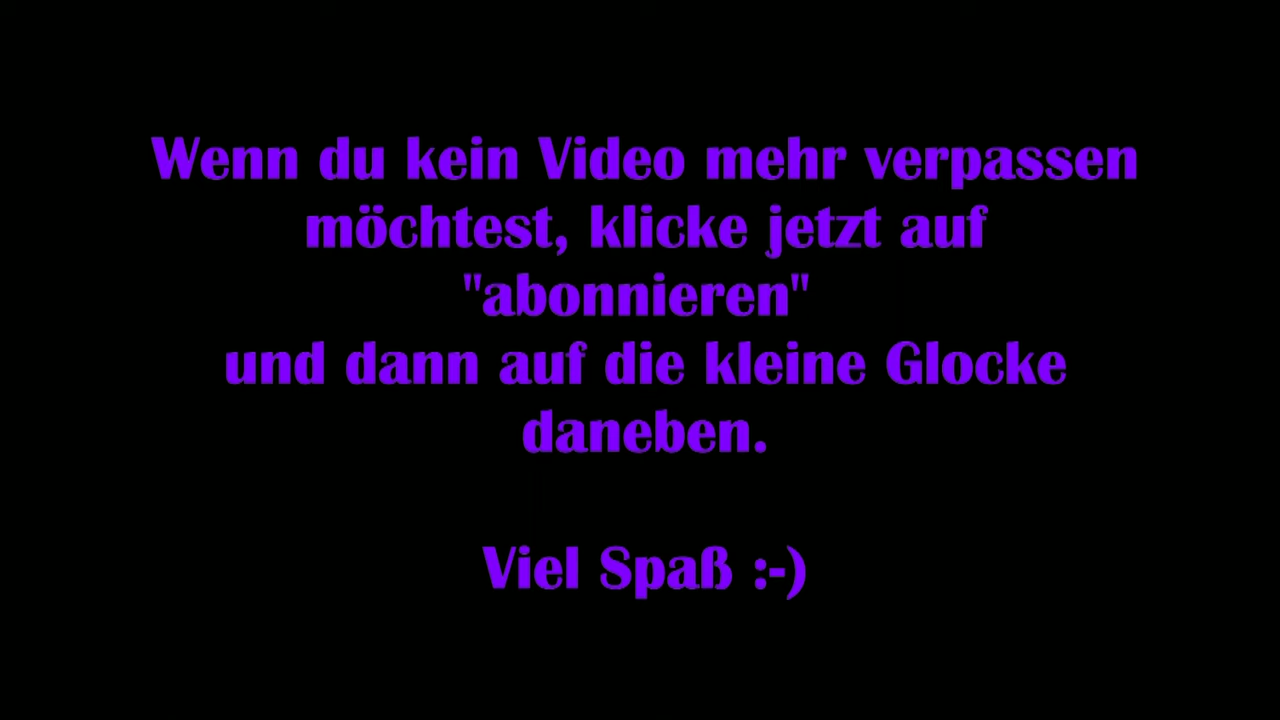 Wenn du kein Video mehr verpassen
möchtest, klicke jetzt auf
"abonnieren"
und dann auf die kleine Glocke
daneben.
Viel Spaß :-)